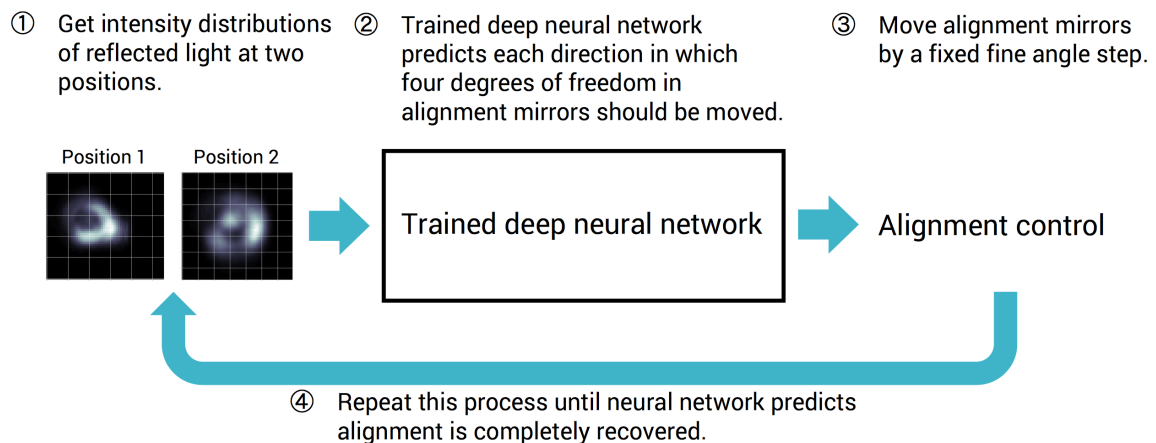 ① Get intensity distributions
of reflected light at two
positions.
② Trained deep neural network
predicts each direction in which
four degrees of freedom in
alignment mirrors should be moved.
③ Move alignment mirrors
by a fixed fine angle step.
Position 1
Position 2
Trained deep neural network
Alignment control
④ Repeat this process until neural network predicts
alignment is completely recovered.